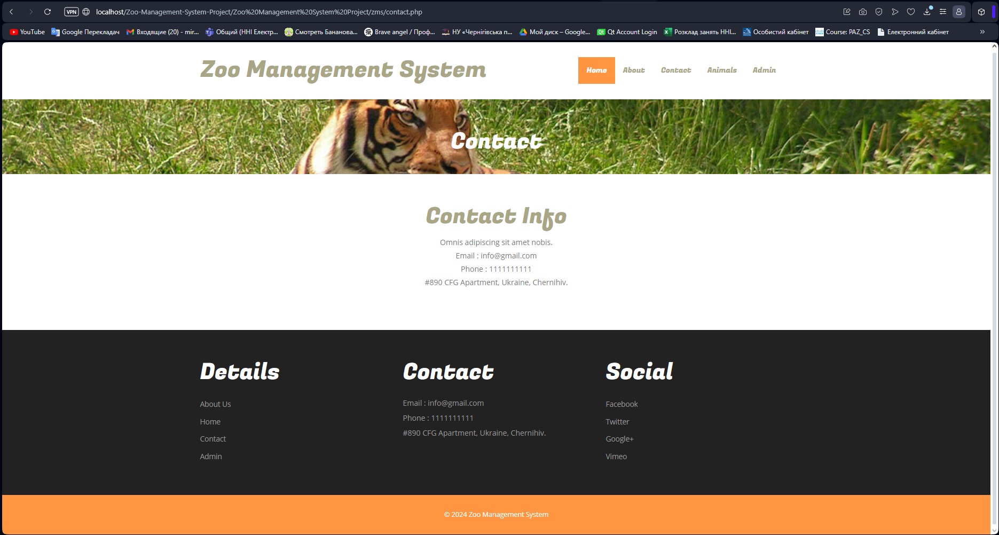 VPN localhost/Zoo-Management-System-Project/Zoo%20Management%20System%20Project/zms/contact.php
YouTube Google Перекладач Входящие (20) - mir... Общий (ННІ Електр... Смотреть Бананова... Brave angel / Проф... НУ «Чернігівська п... Мой диск – Google... Qt Account Login Розклад занять ННІ... Особистий кабінет Course: PAZ_CS Електронний кабінет »
Zoo Management System
Home About Contact Animals Admin
Contact
Contact Info
Omnis adipiscing sit amet nobis.
Email : info@gmail.com
Phone : 1111111111
#890 CFG Apartment, Ukraine, Chernihiv.
Details
About Us
Home
Contact
Admin
Contact
Email : info@gmail.com
Phone : 1111111111
#890 CFG Apartment, Ukraine, Chernihiv.
Social
Facebook
Twitter
Google+
Vimeo
© 2024 Zoo Management System